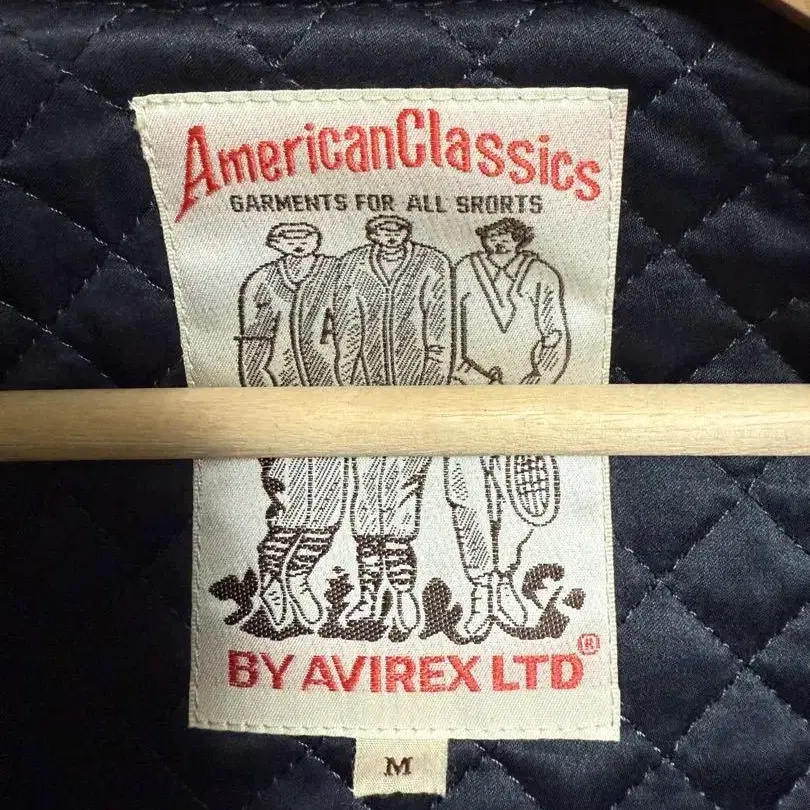 AmericanClassics
GARMENTS FOR ALL SRORTS
A
BY AVIREX LTD®
M